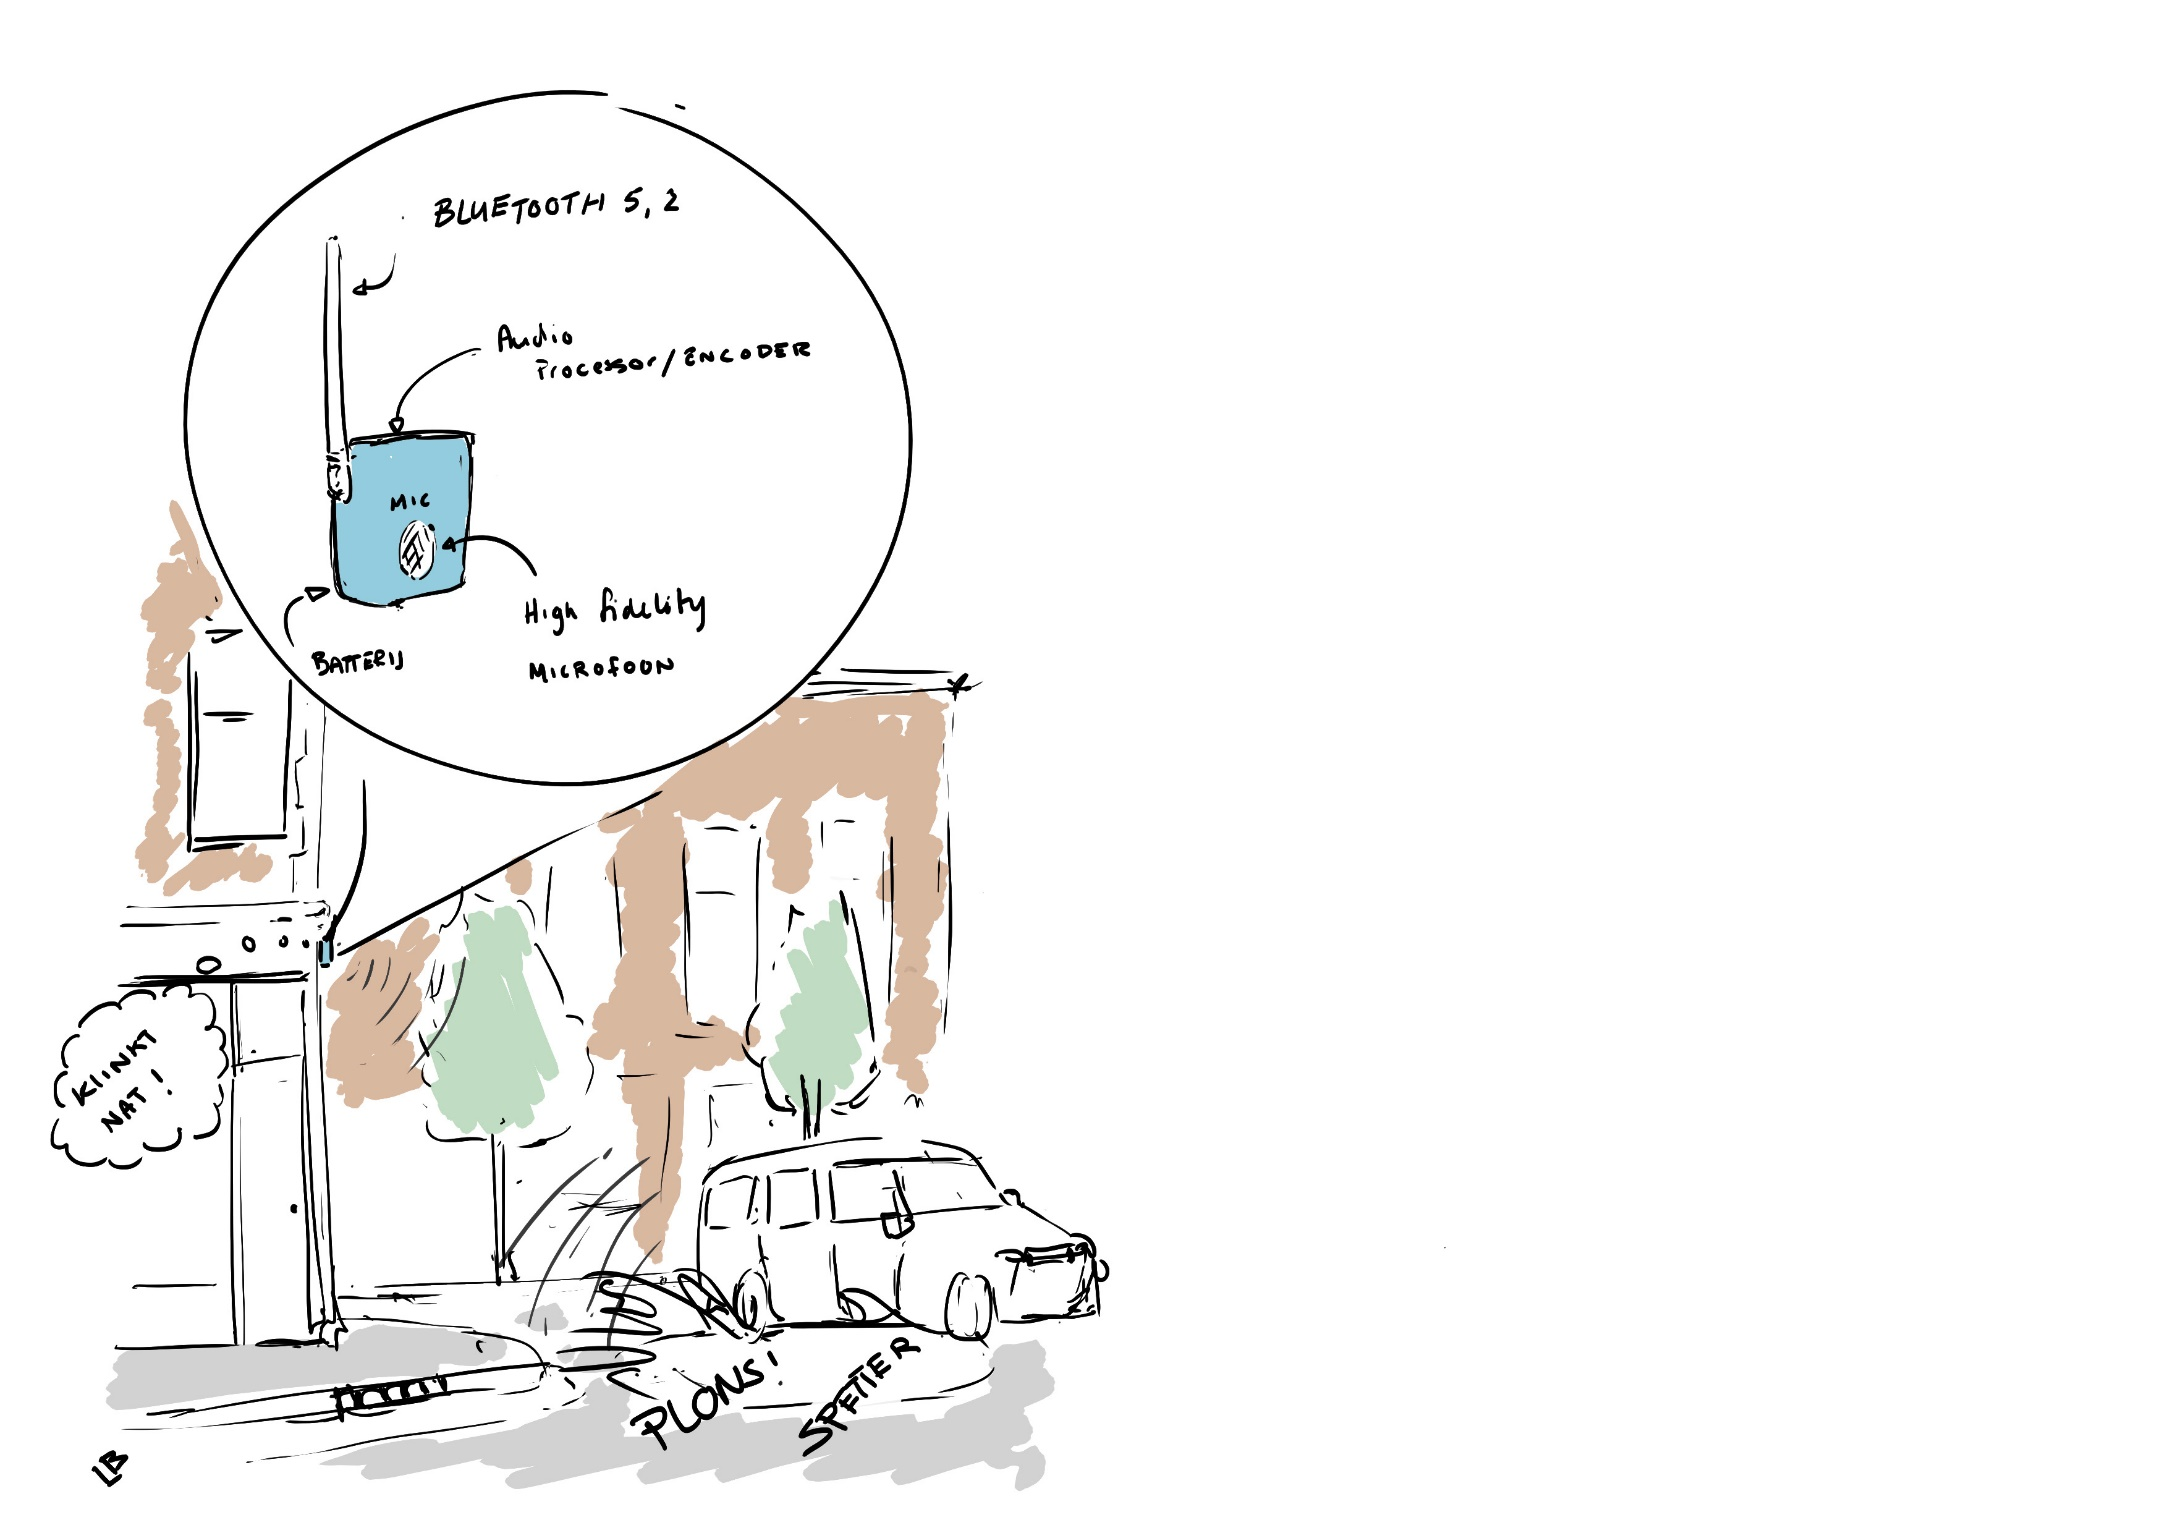 BLUETOOTH 5,2
Audio
Processor/ENCODER
MIC
High fidelity
MICROFOON
BATTERIJ
KLINKT
NAT!
PLONS!
SPETTER
LB